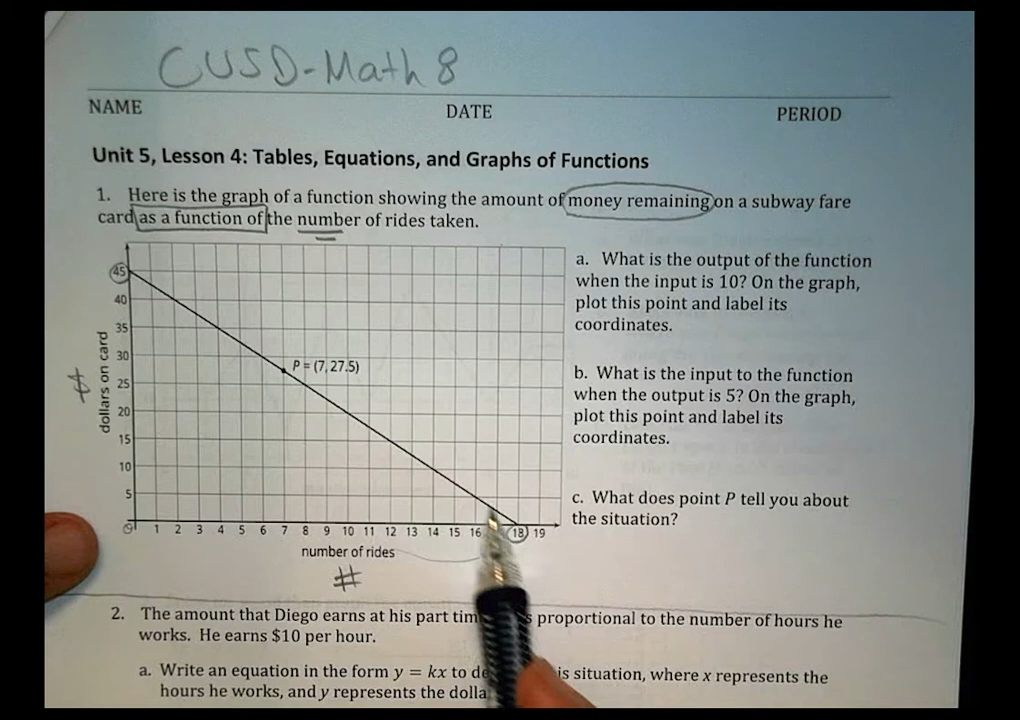 CUSD-Math 8
NAME DATE PERIOD
Unit 5, Lesson 4: Tables, Equations, and Graphs of Functions
1. Here is the graph of a function showing the amount of money remaining on a subway fare
card as a function of the number of rides taken.
45
40
35
30
25
20
15
10
5
dollars on card
P = (7, 27.5)
0 1 2 3 4 5 6 7 8 9 10 11 12 13 14 15 16 18 19
number of rides
#
a. What is the output of the function
when the input is 10? On the graph,
plot this point and label its
coordinates.
b. What is the input to the function
when the output is 5? On the graph,
plot this point and label its
coordinates.
c. What does point P tell you about
the situation?
2. The amount that Diego earns at his part proportional to the number of hours he
works. He earns $10 per hour.
a. Write an equation in the form y = kx to situation, where x represents the
hours he works, and y represents the